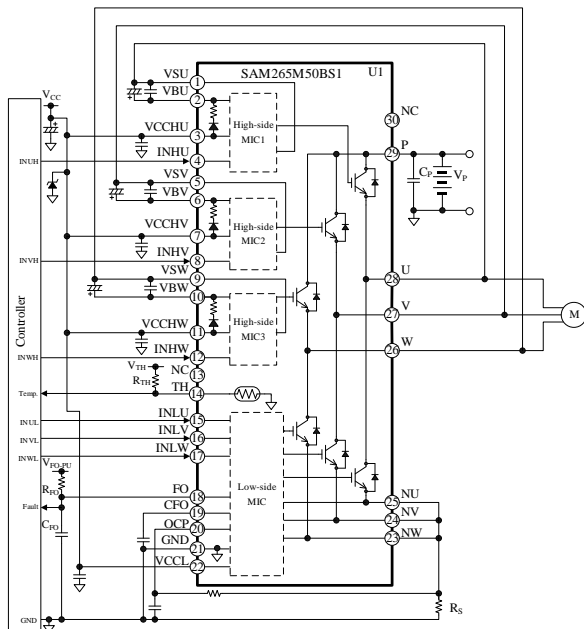 SAM265M50BS1 U1
VSU
1
VBU
2
NC
30
VCC
High-side
MIC1
P
29
VCCHU
3
CP
VP
INUH
INHU
4
VSV
5
VBV
6
High-side
MIC2
VCCHV
7
INVH
INHV
8
VSW
9
U
28
VBW
10
V
27
M
High-side
MIC3
VCCHW
11
W
26
Controller
INWH
INHW
12
VTH
NC
13
RTH
Temp.
TH
14
INUL
INLU
15
INVL
INLV
16
INWL
INLW
17
VFO-PU
RFO
Low-side
MIC
FO
18
NU
25
Fault
CFO
19
NV
24
CFO
OCP
20
NW
23
GND
21
VCCL
22
RS
GND